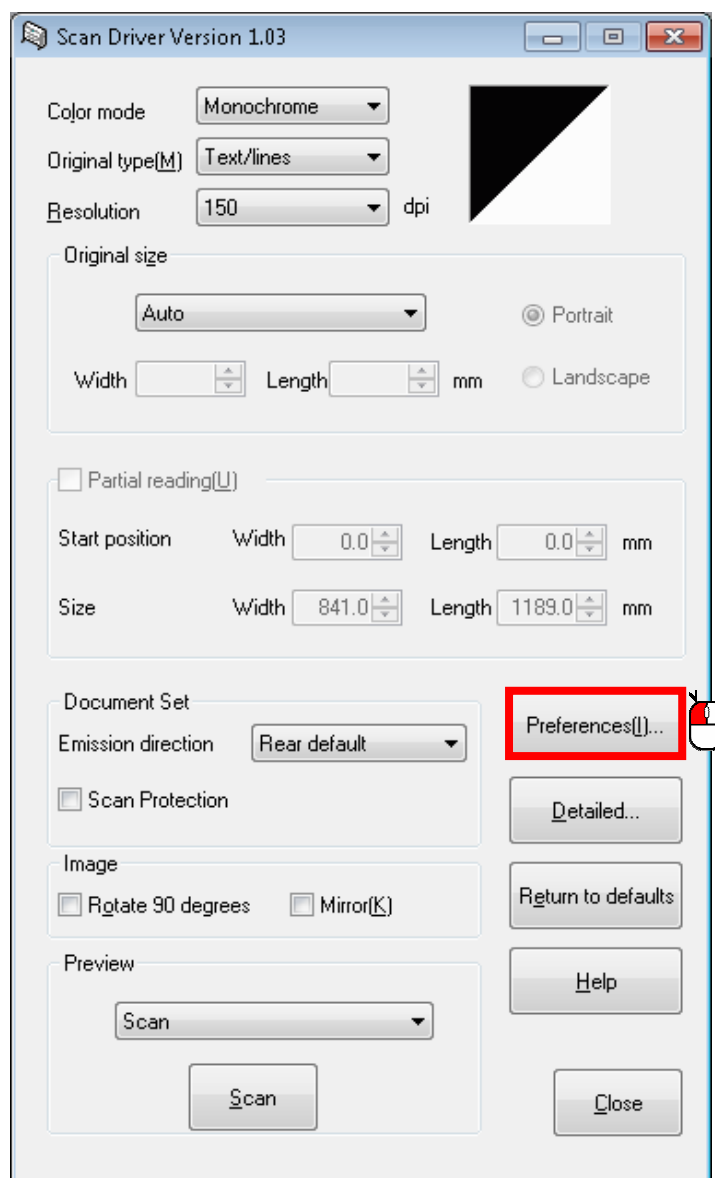 Scan Driver Version 1.03
Color mode Monochrome
Original type(M) Text/lines
Resolution 150 dpi
Original size
Auto Portrait
Width Length mm Landscape
Partial reading(U)
Start position Width 0.0 Length 0.0 mm
Size Width 841.0 Length 1189.0 mm
Document Set
Emission direction Rear default
Scan Protection
Preferences(I)...
Detailed...
Image
Rotate 90 degrees Mirror(K)
Return to defaults
Preview
Help
Scan
Scan
Close